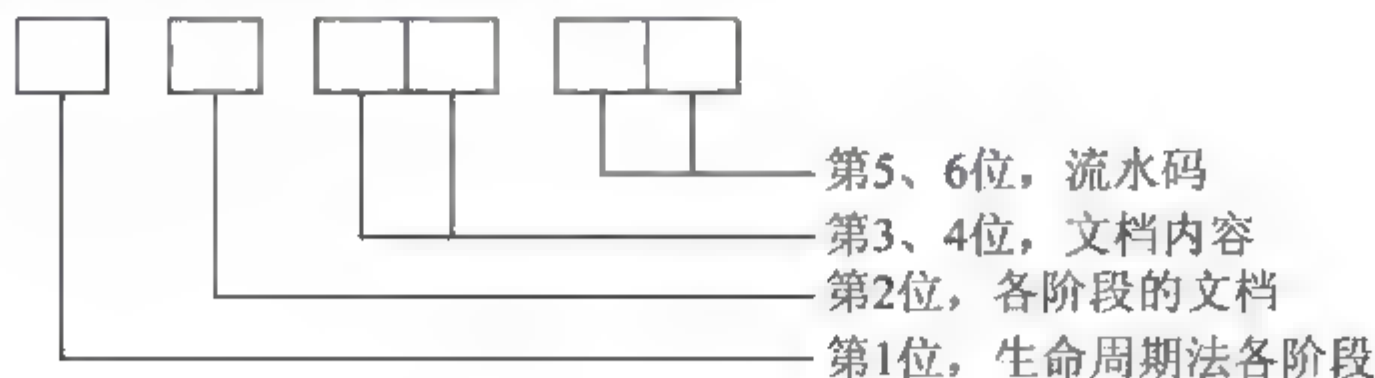 第5、6位，流水码
第3、4位，文档内容
第2位，各阶段的文档
第1位，生命周期法各阶段